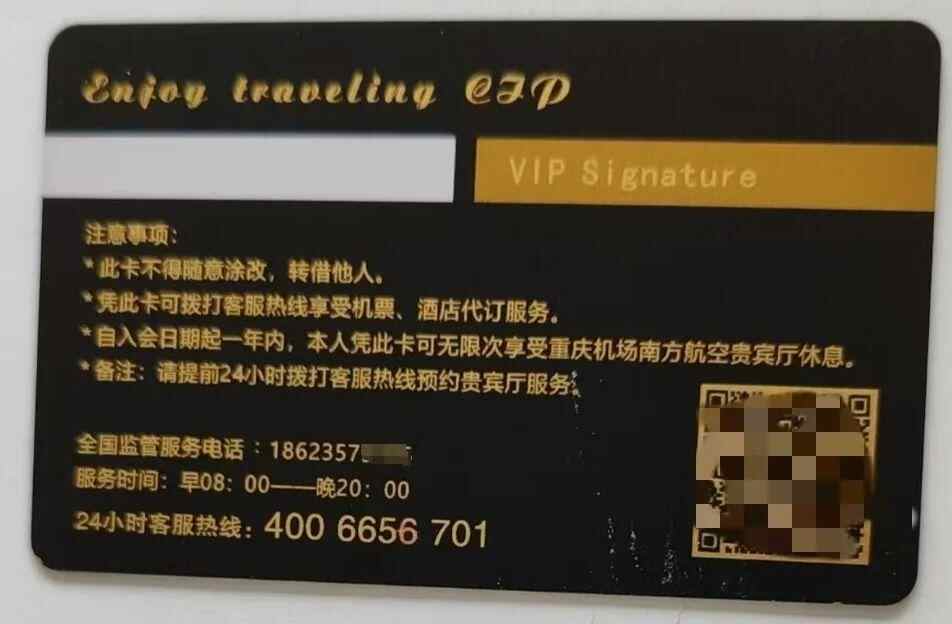 Enjoy traveling CIP
VIP Signature
注意事项：
*此卡不得随意涂改，转借他人。
*凭此卡可拨打客服热线享受机票、酒店代订服务。
*自入会日期起一年内，本人凭此卡可无限次享受重庆机场南方航空贵宾厅休息。
*备注：请提前24小时拨打客服热线预约贵宾厅服务。
全国监管服务电话：1862357
服务时间：早08：00——晚20：00
24小时客服热线：400 6656 701